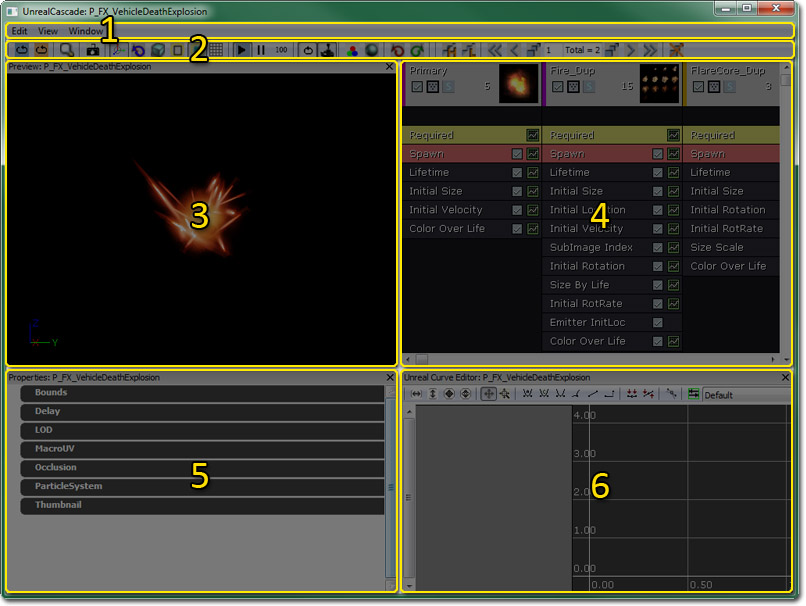 UnrealCascade: P_FX_VehicleDeathExplosion
Edit View Window
1
100 1 Total = 2
2
Preview: P_FX_VehicleDeathExplosion
3
Y
Primary Fire_Dup FlareCore_Dup
5 15 3
Required Required Required
Spawn Spawn Spawn
Lifetime Lifetime Lifetime
Initial Size Initial Size Initial Size
Initial Velocity Initial Location Initial Rotation
4
Color Over Life Initial Velocity Initial RotRate
SubImage Index Size Scale
Initial Rotation Color Over Life
Size By Life
Initial RotRate
Emitter InitLoc
Color Over Life
Properties: P_FX_VehicleDeathExplosion
Bounds
Delay
LOD
MacroUV
Occlusion
ParticleSystem
Thumbnail
5
Unreal Curve Editor: P_FX_VehicleDeathExplosion
Default
4.00
3.00
2.00
6
1.00
0.00
0.00 0.50